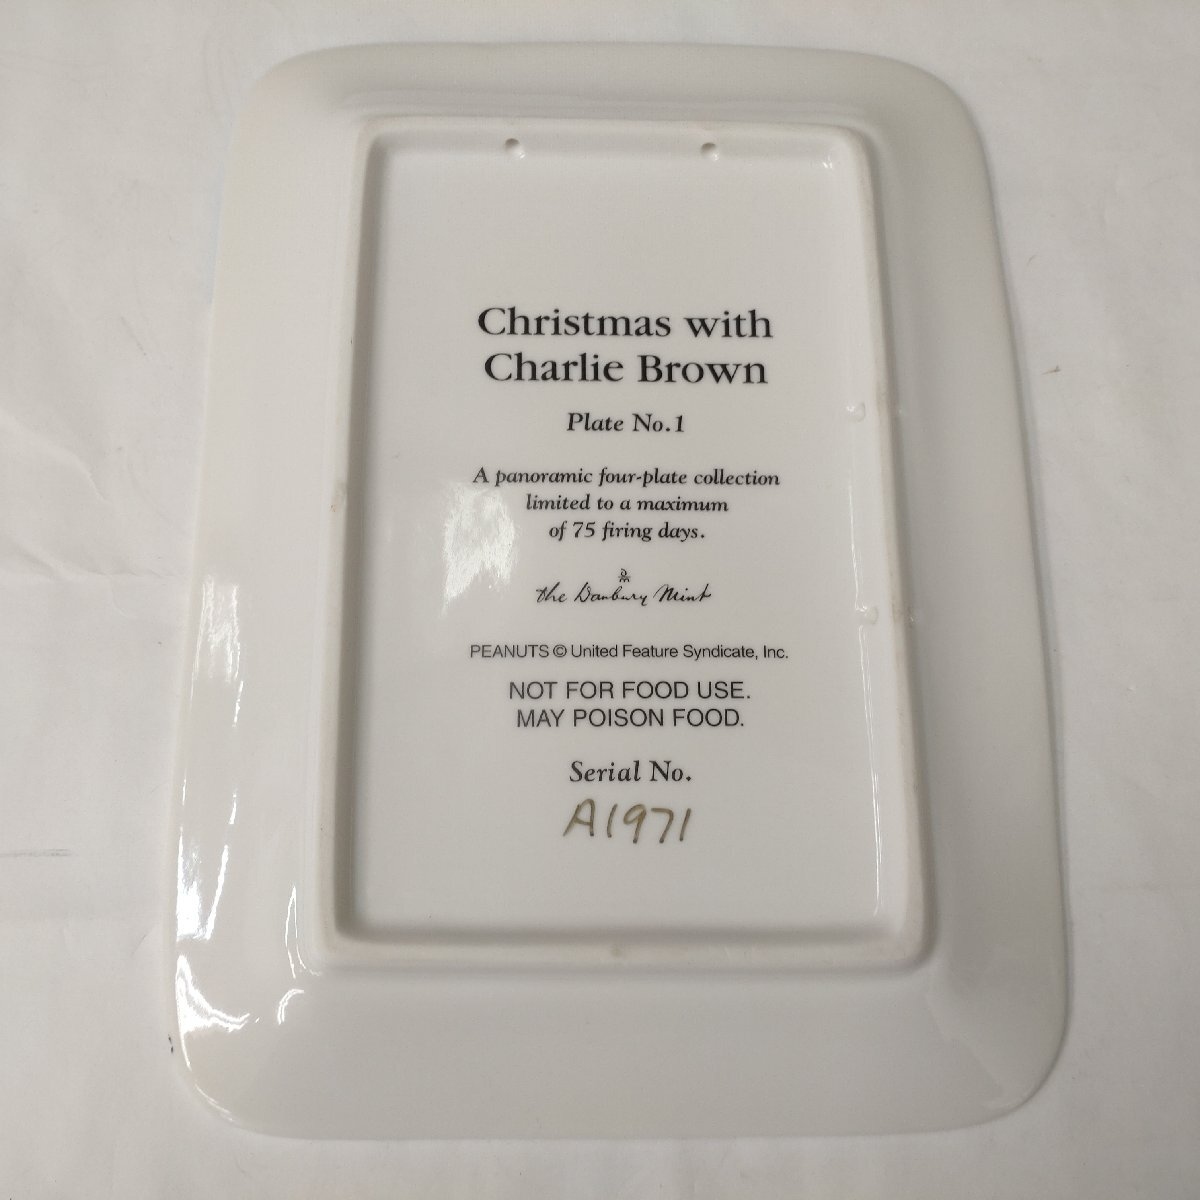 Christmas with
Charlie Brown
Plate No.1
A panoramic four-plate collection
limited to a maximum
of 75 firing days.
the Danbury Mint
PEANUTS © United Feature Syndicate, Inc.
NOT FOR FOOD USE.
MAY POISON FOOD.
Serial No.
A1971